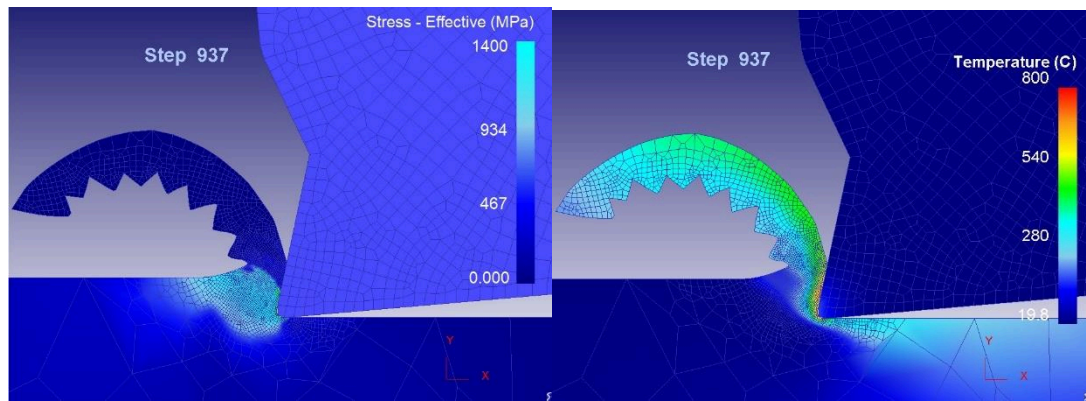 Stress - Effective (MPa)
Step 937
1400
934
467
0.000
Y
X
Step 937
Temperature (C)
800
540
280
19.8
Y
X